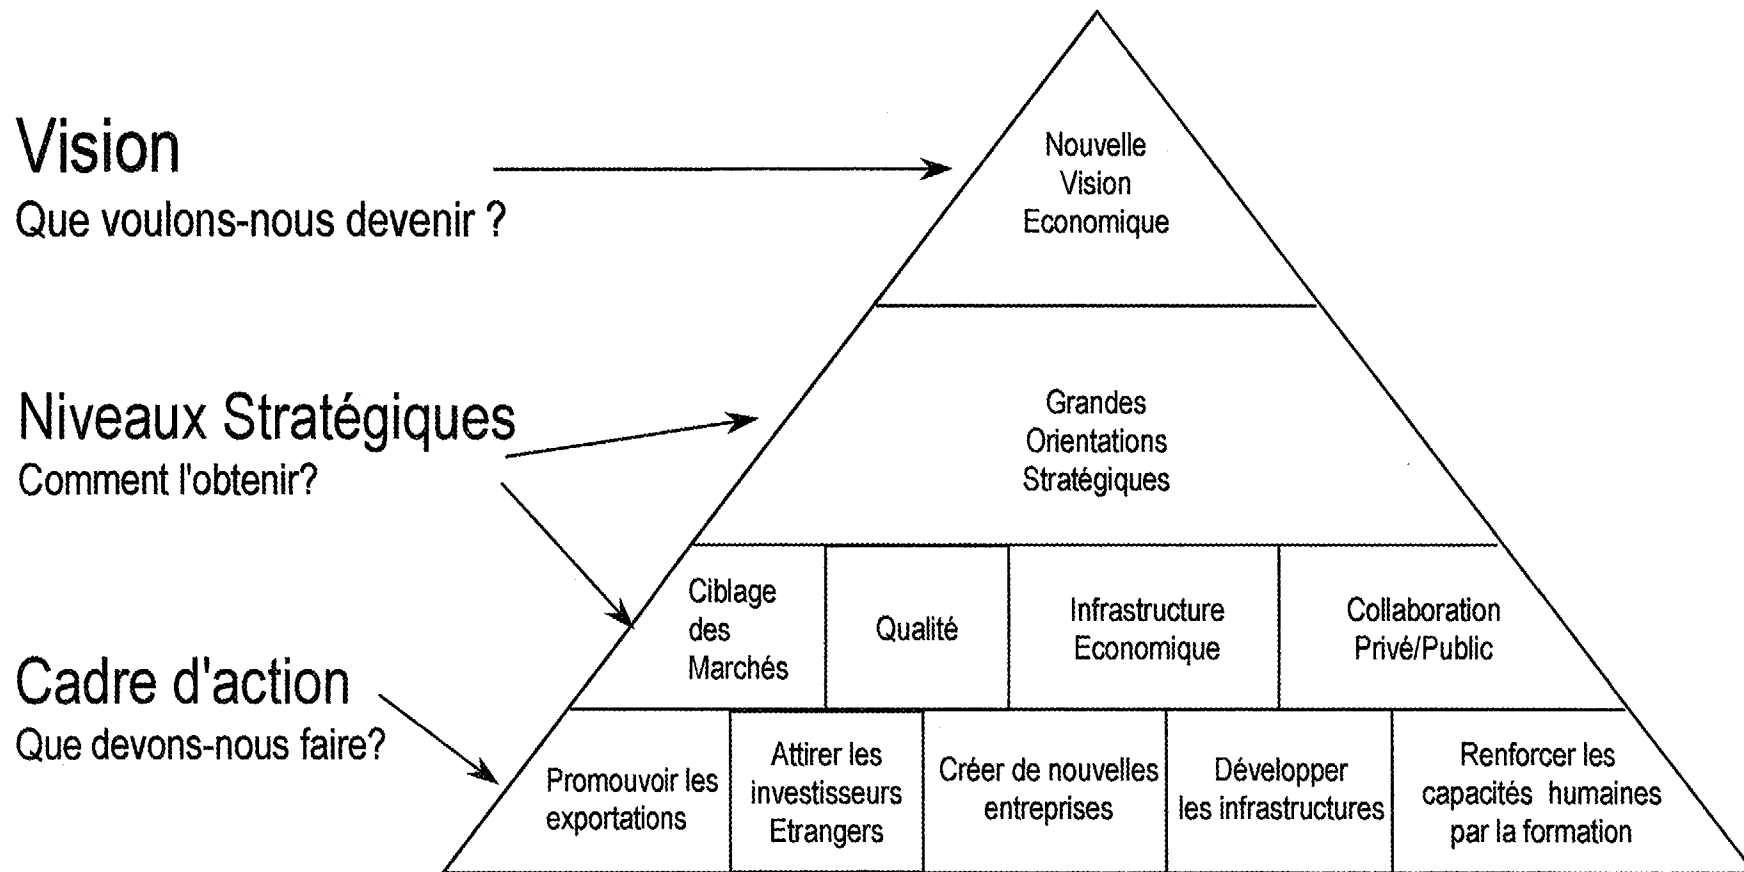 Vision
Que voulons-nous devenir ?
Nouvelle
Vision
Economique
Niveaux Stratégiques
Comment l'obtenir?
Grandes
Orientations
Stratégiques
Ciblage
des
Marchés
Qualité
Infrastructure
Economique
Collaboration
Privé/Public
Cadre d'action
Que devons-nous faire?
Promouvoir les
exportations
Attirer les
investisseurs
Etrangers
Créer de nouvelles
entreprises
Développer
les infrastructures
Renforcer les
capacités humaines
par la formation